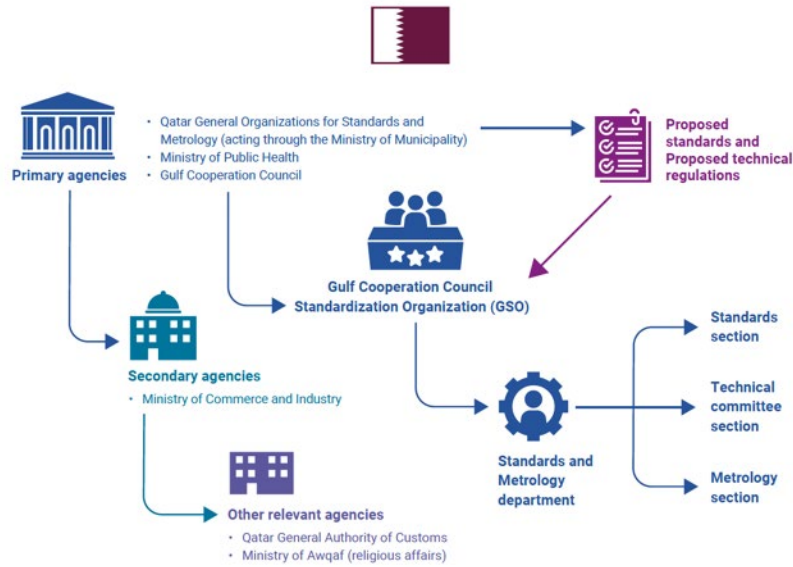 Primary agencies
• Qatar General Organizations for Standards and
Metrology (acting through the Ministry of Municipality)
• Ministry of Public Health
• Gulf Cooperation Council
Proposed
standards and
Proposed technical
regulations
Gulf Cooperation Council
Standardization Organization (GSO)
Secondary agencies
• Ministry of Commerce and Industry
Other relevant agencies
• Qatar General Authority of Customs
• Ministry of Awqaf (religious affairs)
Standards and
Metrology
department
Standards
section
Technical
committee
section
Metrology
section